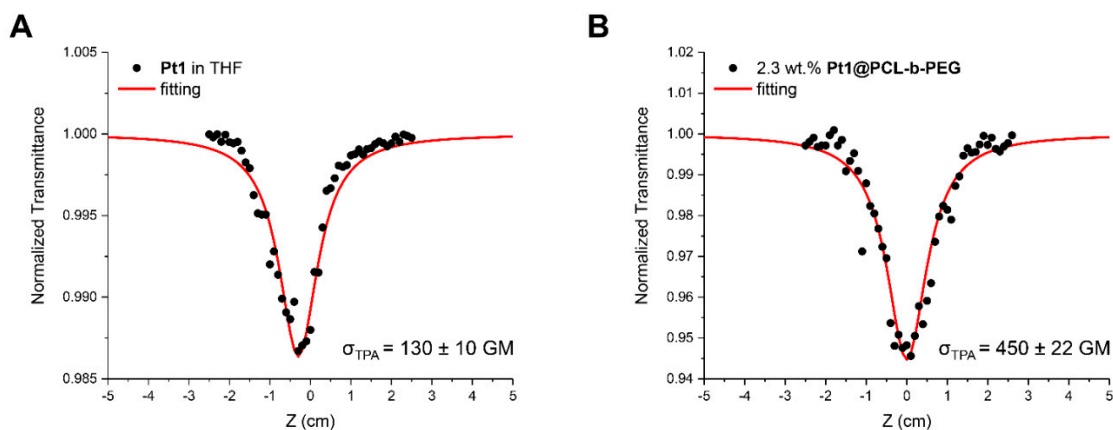 A
Pt1 in THF
fitting
1.005
1.000
0.995
0.990
0.985
Normalized Transmittance
σTPA = 130 ± 10 GM
-5 -4 -3 -2 -1 0 1 2 3 4 5
Z (cm)
B
2.3 wt.% Pt1@PCL-b-PEG
fitting
1.02
1.01
1.00
0.99
0.98
0.97
0.96
0.95
0.94
Normalized Transmittance
σTPA = 450 ± 22 GM
-5 -4 -3 -2 -1 0 1 2 3 4 5
Z (cm)